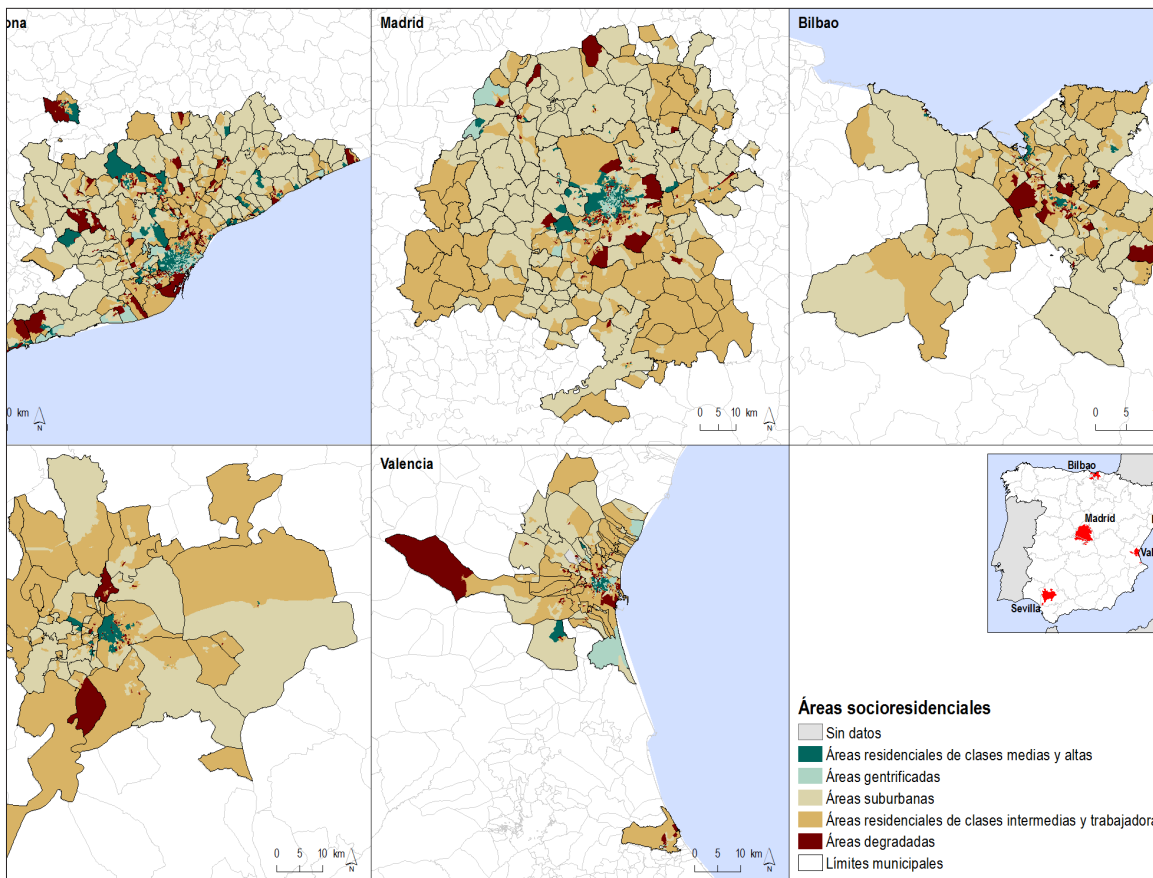 ona
Madrid
Bilbao
0 km
N
0 5 10 km
N
0 5
Valencia
0 5 10 km
N
0 5 10 km
N
Bilbao
Madrid
Val
Sevilla
Áreas socioresidenciales
Sin datos
Áreas residenciales de clases medias y altas
Áreas gentrificadas
Áreas suburbanas
Áreas residenciales de clases intermedias y trabajadora
Áreas degradadas
Límites municipales